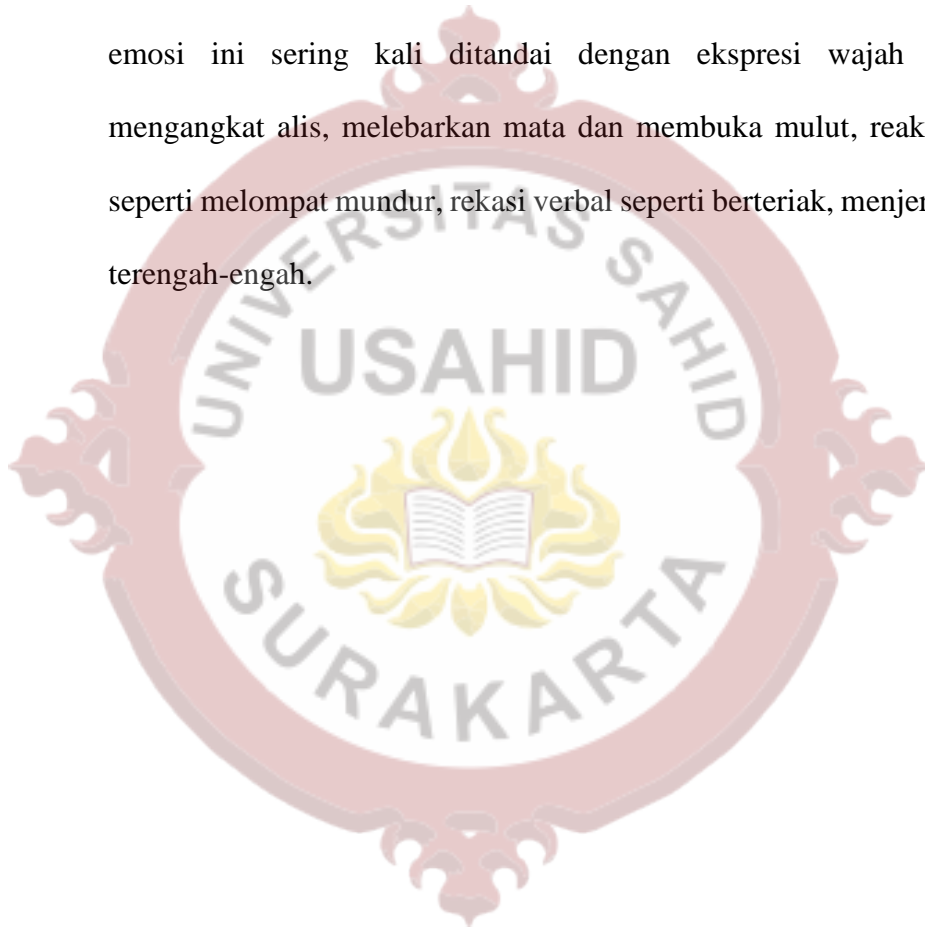 emosi ini sering kali ditandai dengan ekspresi wajah
mengangkat alis, melebarkan mata dan membuka mulut,
seperti melompat mundur, rekasi verbal seperti berteriak,
terengah-engah.
UNIVERSITAS SAHID
USAHID
SURAKARTA